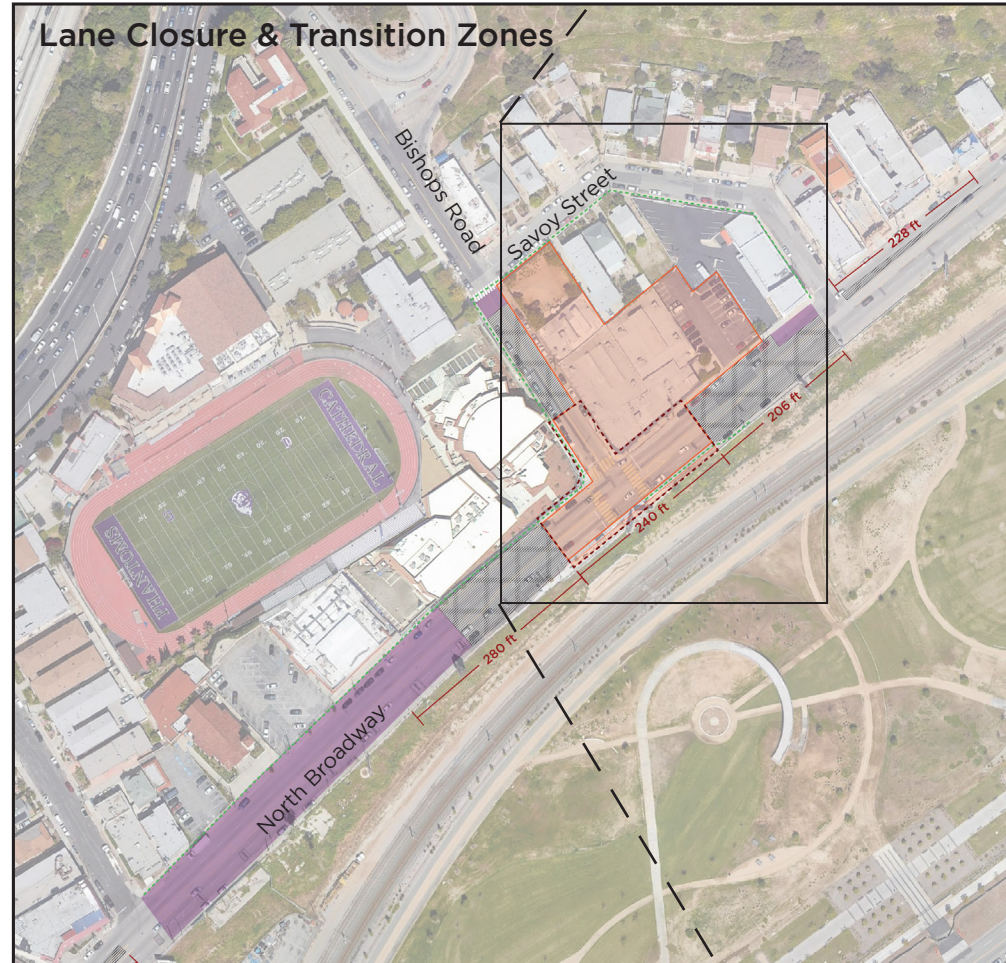 Lane Closure & Transition Zones
Bishops Road
Savoy Street
228 ft
206 ft
240 ft
280 ft
North Broadway
CATHEDRAL
PHANTOMS